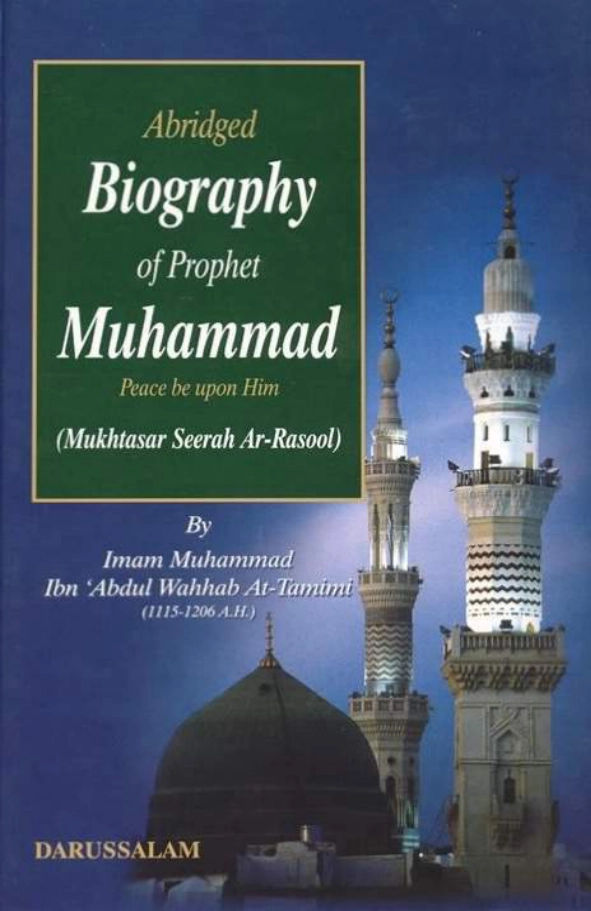 Abridged
Biography
of Prophet
Muhammad
Peace be upon Him
(Mukhtasar Seerah Ar-Rasool)
By
Imam Muhammad
Ibn ‘Abdul Wahhab At-Tamimi
(1115-1206 A.H.)
DARUSSALAM